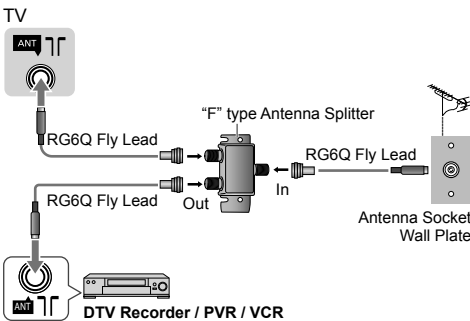 TV
ANT
"F" type Antenna Splitter
RG6Q Fly Lead
RG6Q Fly Lead
In
RG6Q Fly Lead
Out
Antenna Socket
Wall Plate
ANT
DTV Recorder / PVR / VCR